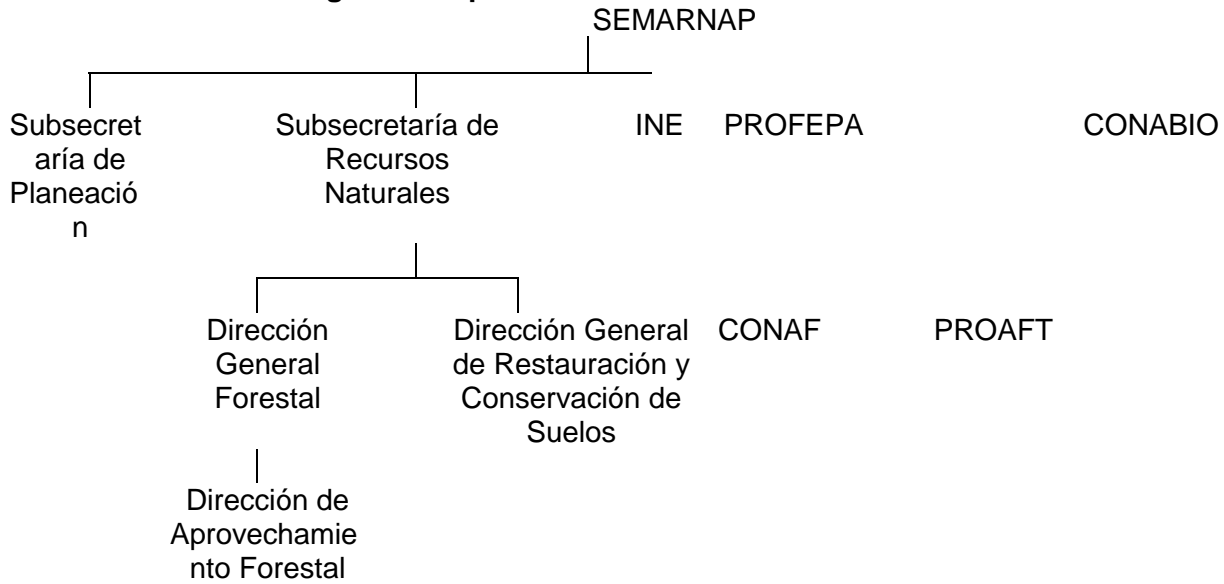 SEMARNAP
Subsecret
aría de
Planeació
n
Subsecretaría de
Recursos
Naturales
INE
PROFEPA
CONABIO
Dirección
General
Forestal
Dirección General
de Restauración y
Conservación de
Suelos
CONAF
PROAFT
Dirección de
Aprovechamie
nto Forestal